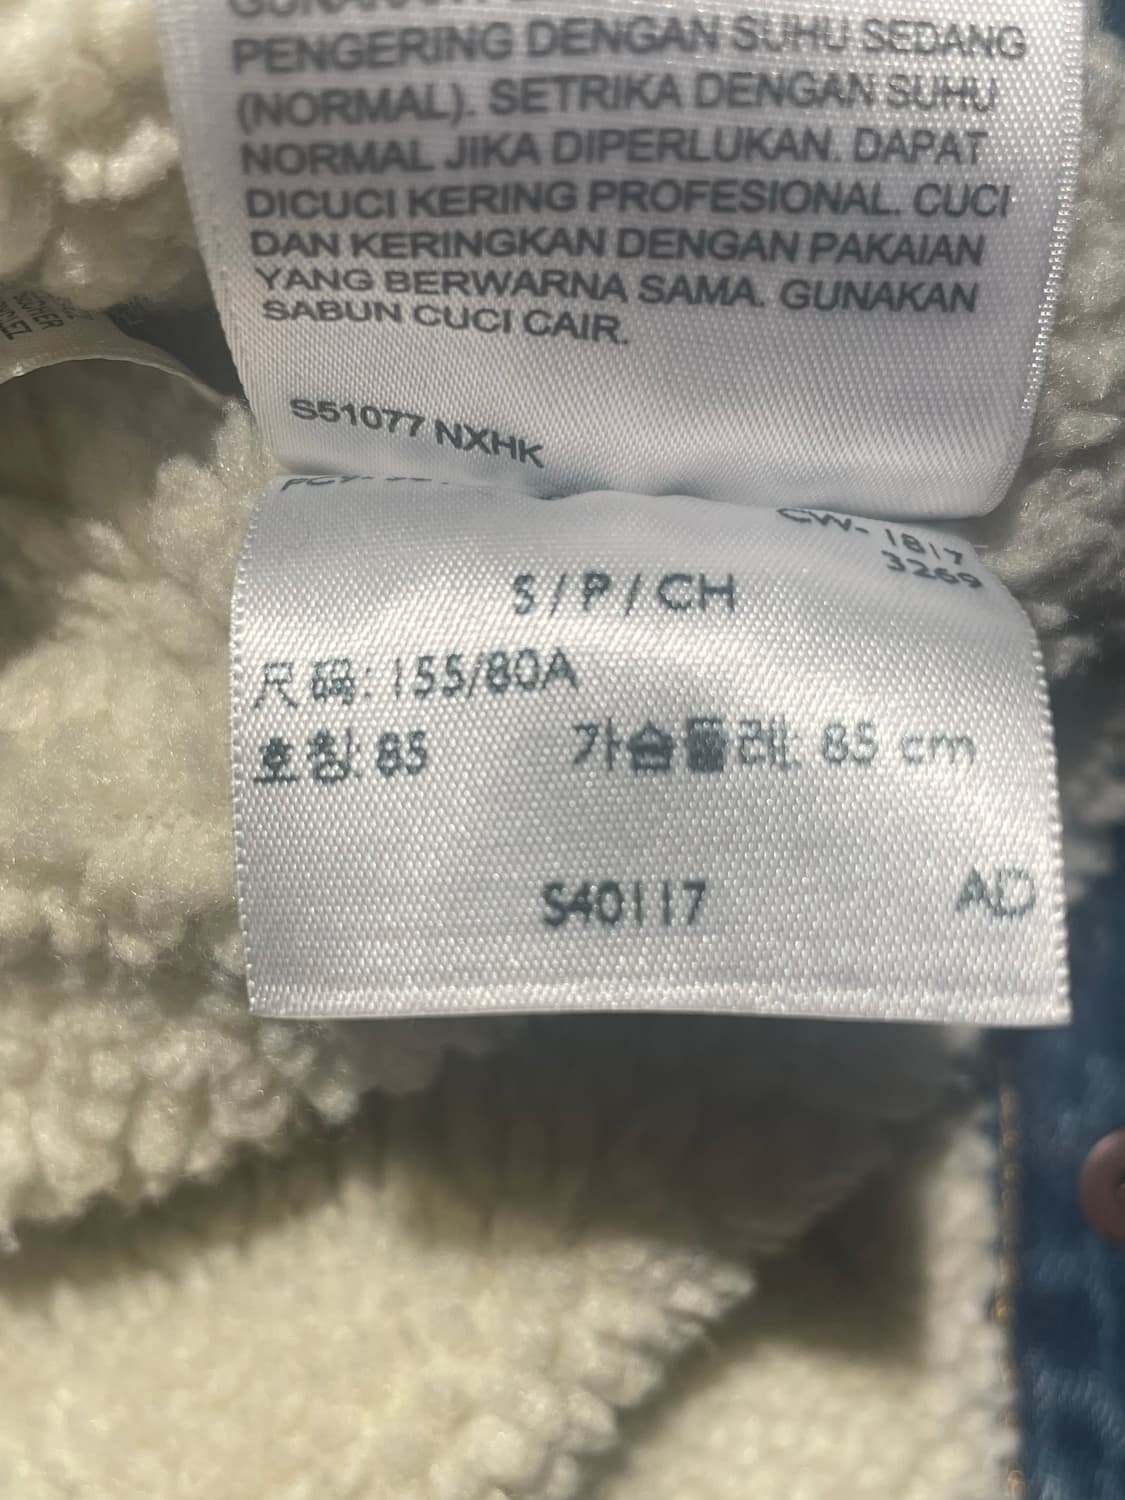 PENGERING DENGAN SUHU SEDANG
(NORMAL). SETRIKA DENGAN SUHU
NORMAL JIKA DIPERLUKAN. DAPAT
DICUCI KERING PROFESIONAL. CUCI
DAN KERINGKAN DENGAN PAKAIAN
YANG BERWARNA SAMA. GUNAKAN
SABUN CUCI CAIR.
S51077 NXHK
CW- 1817
3269
S / P / CH
尺码: 155/80A
호칭: 85 가슴둘레: 85 cm
S40117 AD